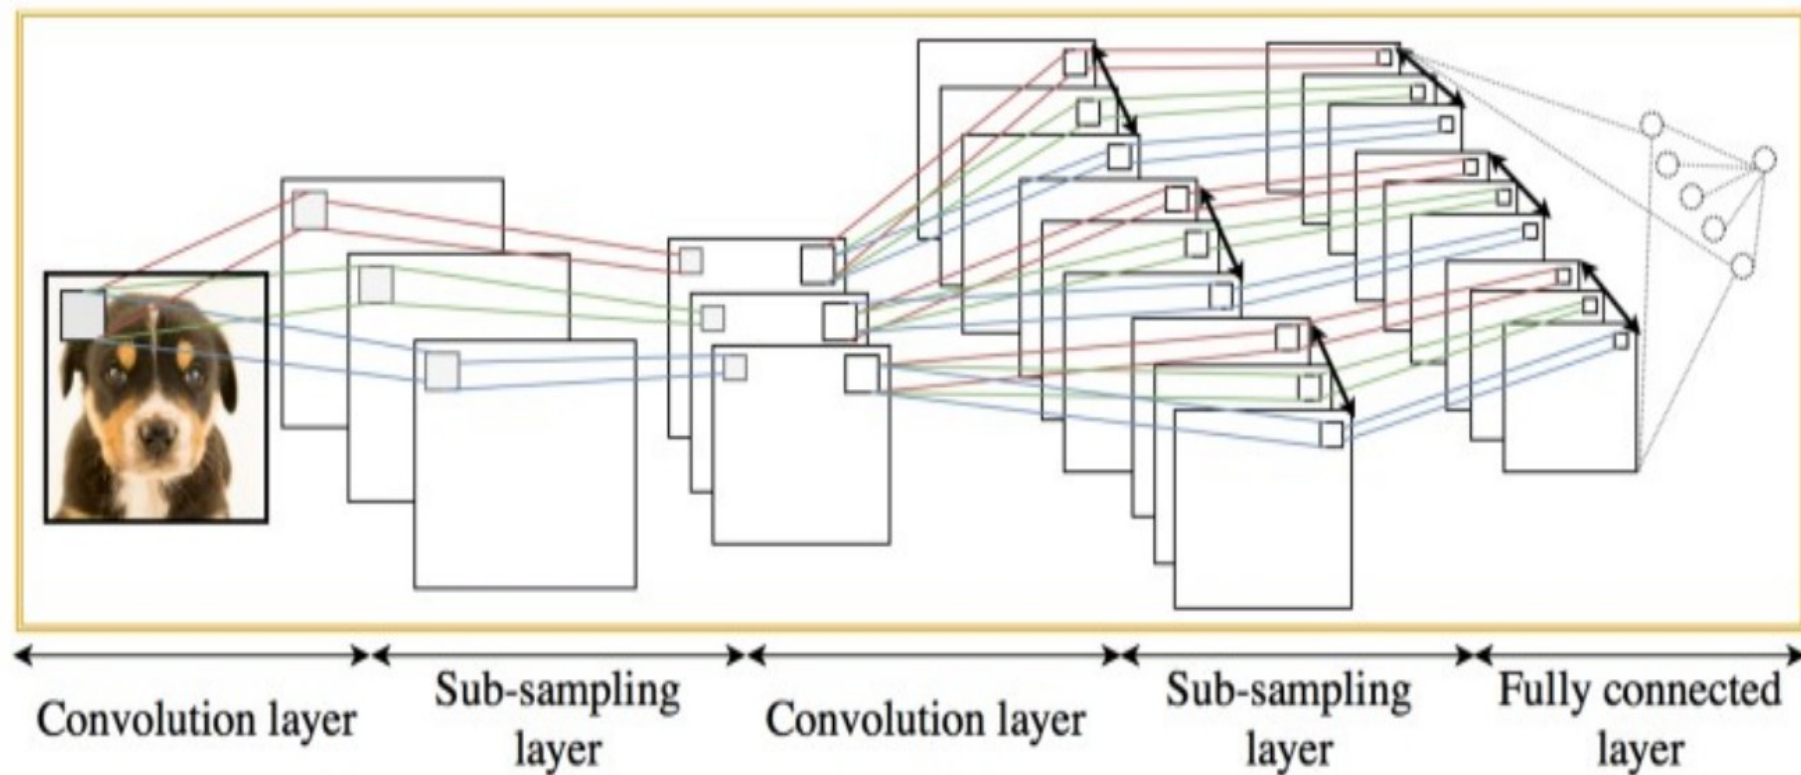 Convolution layer
Sub-sampling
layer
Convolution layer
Sub-sampling
layer
Fully connected
layer